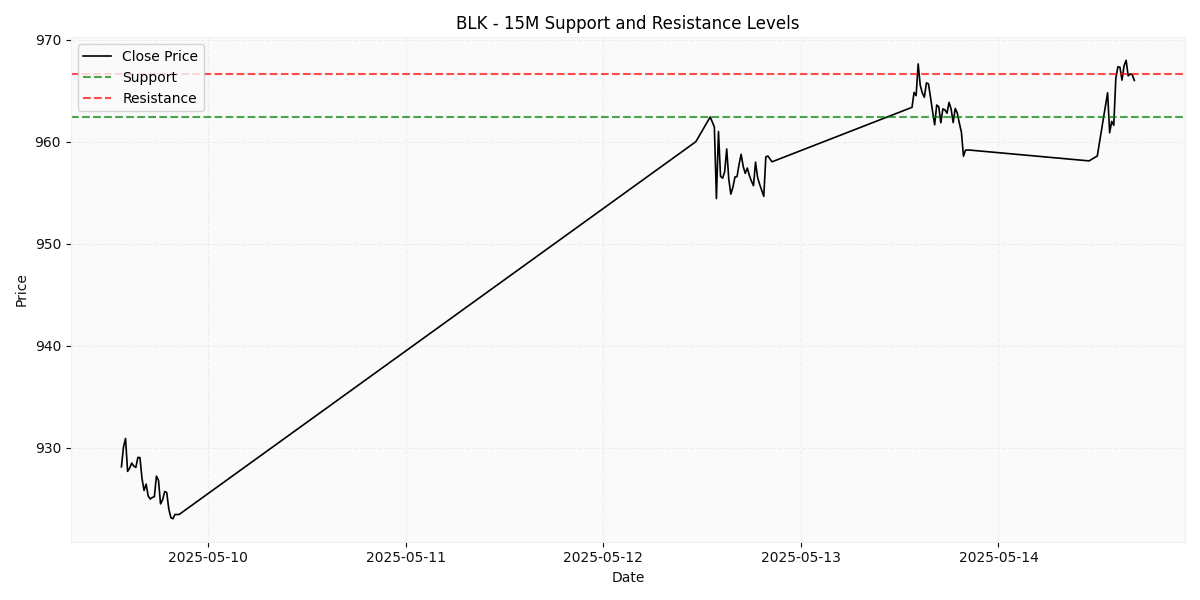 BLK - 15M Support and Resistance Levels
Close Price
Support
Resistance
970
960
950
940
930
Price
2025-05-10
2025-05-11
2025-05-12
2025-05-13
2025-05-14
Date